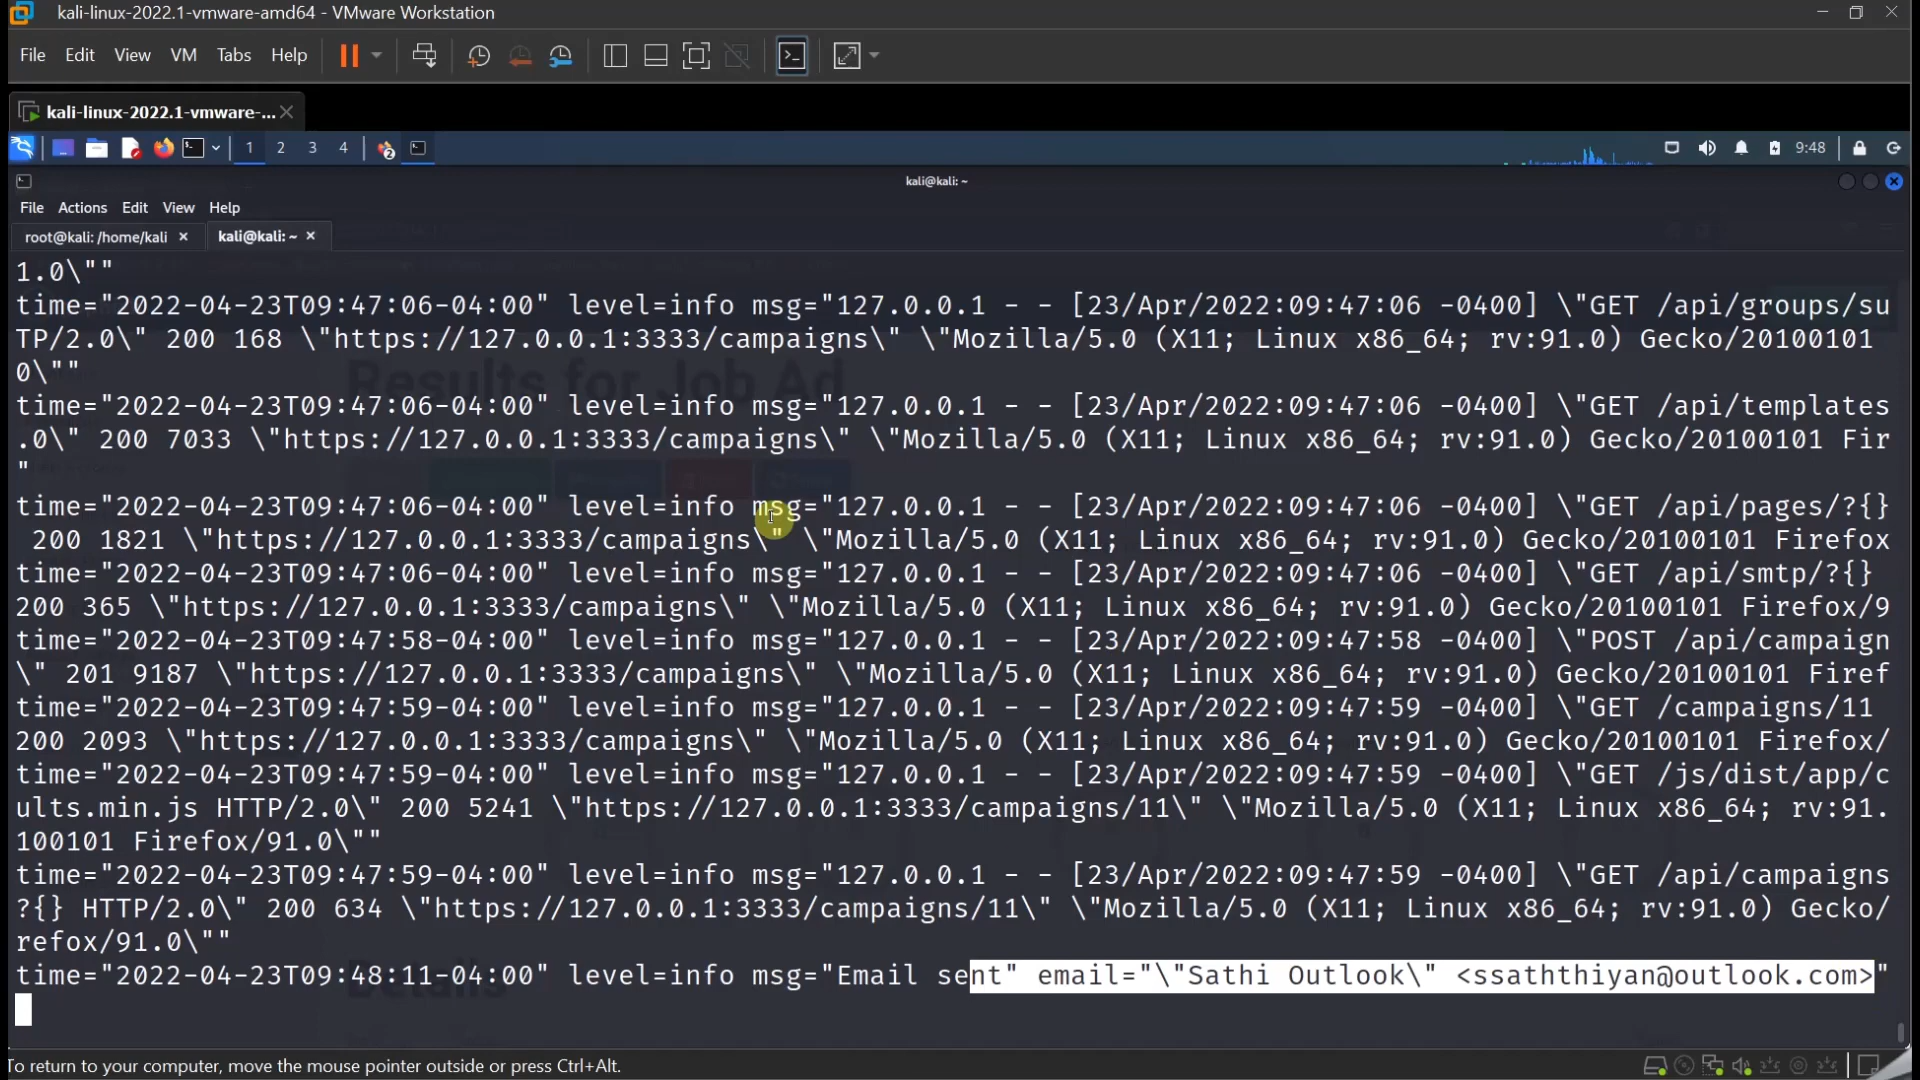 kali-linux-2022.1-vmware-amd64 - VMware Workstation
File Edit View VM Tabs Help
kali-linux-2022.1-vmware-...
1 2 3 4 9:48
kali@kali: ~
File Actions Edit View Help
root@kali: /home/kali kali@kali: ~
1.0\""
time="2022-04-23T09:47:06-04:00" level=info msg="127.0.0.1 - - [23/Apr/2022:09:47:06 -0400] \"GET /api/groups/su
TP/2.0\" 200 168 \"https://127.0.0.1:3333/campaigns\" \"Mozilla/5.0 (X11; Linux x86_64; rv:91.0) Gecko/20100101
0\""
time="2022-04-23T09:47:06-04:00" level=info msg="127.0.0.1 - - [23/Apr/2022:09:47:06 -0400] \"GET /api/templates
.0\" 200 7033 \"https://127.0.0.1:3333/campaigns\" \"Mozilla/5.0 (X11; Linux x86_64; rv:91.0) Gecko/20100101 Fir
"
time="2022-04-23T09:47:06-04:00" level=info msg="127.0.0.1 - - [23/Apr/2022:09:47:06 -0400] \"GET /api/pages/?{}
200 1821 \"https://127.0.0.1:3333/campaigns\" \"Mozilla/5.0 (X11; Linux x86_64; rv:91.0) Gecko/20100101 Firefox
time="2022-04-23T09:47:06-04:00" level=info msg="127.0.0.1 - - [23/Apr/2022:09:47:06 -0400] \"GET /api/smtp/?{}
200 365 \"https://127.0.0.1:3333/campaigns\" \"Mozilla/5.0 (X11; Linux x86_64; rv:91.0) Gecko/20100101 Firefox/9
time="2022-04-23T09:47:58-04:00" level=info msg="127.0.0.1 - - [23/Apr/2022:09:47:58 -0400] \"POST /api/campaign
\" 201 9187 \"https://127.0.0.1:3333/campaigns\" \"Mozilla/5.0 (X11; Linux x86_64; rv:91.0) Gecko/20100101 Firef
time="2022-04-23T09:47:59-04:00" level=info msg="127.0.0.1 - - [23/Apr/2022:09:47:59 -0400] \"GET /campaigns/11
200 2093 \"https://127.0.0.1:3333/campaigns\" \"Mozilla/5.0 (X11; Linux x86_64; rv:91.0) Gecko/20100101 Firefox/
time="2022-04-23T09:47:59-04:00" level=info msg="127.0.0.1 - - [23/Apr/2022:09:47:59 -0400] \"GET /js/dist/app/c
ults.min.js HTTP/2.0\" 200 5241 \"https://127.0.0.1:3333/campaigns/11\" \"Mozilla/5.0 (X11; Linux x86_64; rv:91.
100101 Firefox/91.0\""
time="2022-04-23T09:47:59-04:00" level=info msg="127.0.0.1 - - [23/Apr/2022:09:47:59 -0400] \"GET /api/campaigns
?{} HTTP/2.0\" 200 634 \"https://127.0.0.1:3333/campaigns/11\" \"Mozilla/5.0 (X11; Linux x86_64; rv:91.0) Gecko/
refox/91.0\""
time="2022-04-23T09:48:11-04:00" level=info msg="Email sent" email="\"Sathi Outlook\" <ssaththiyan@outlook.com>"
Results for Job Ad
Details
To return to your computer, move the mouse pointer outside or press Ctrl+Alt.